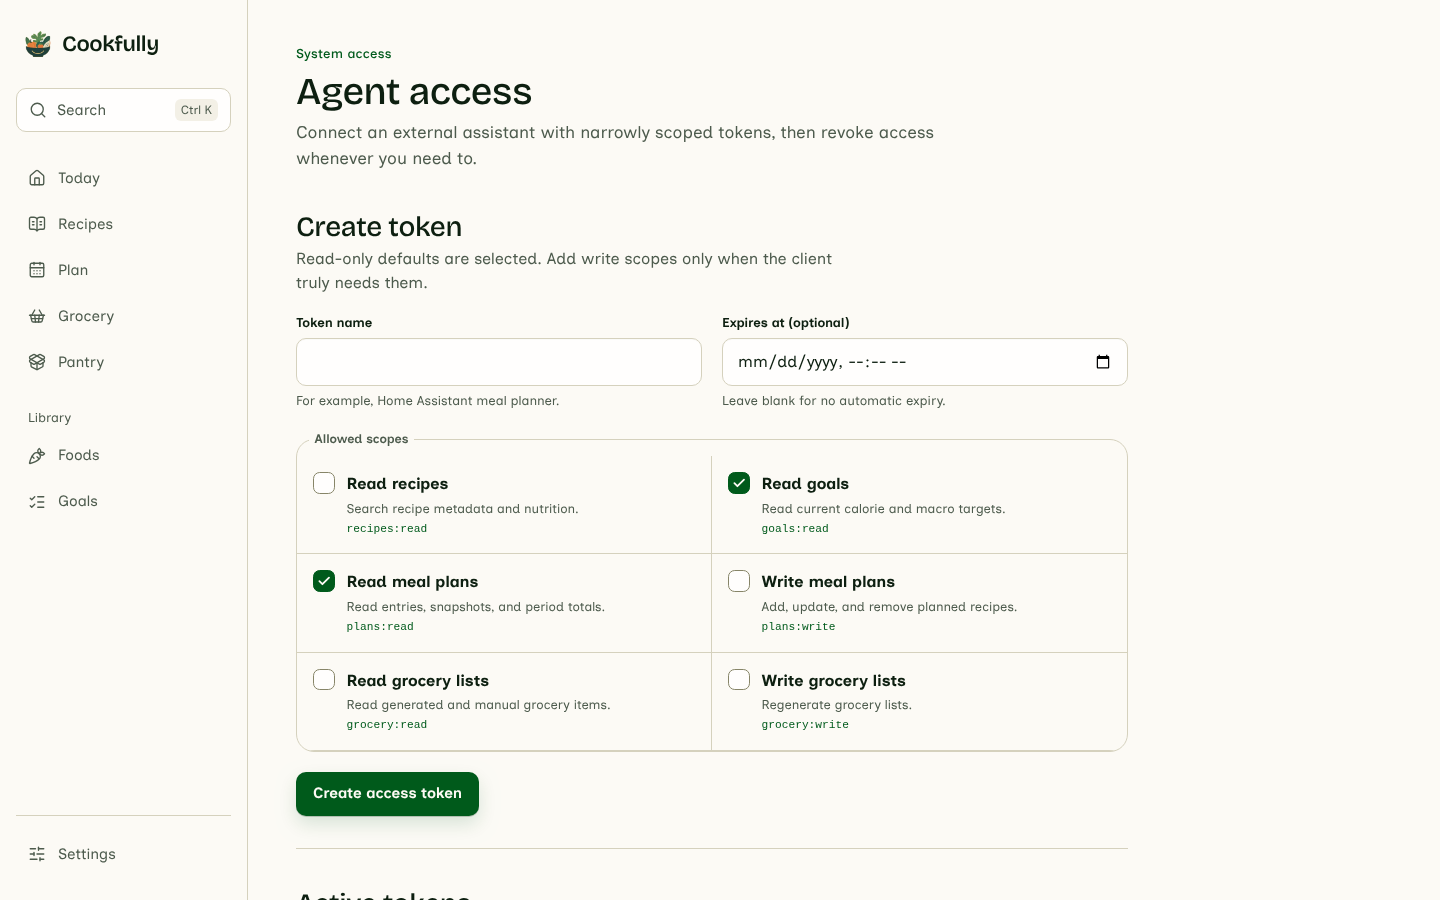 Cookfully
Search
Ctrl K
Today
Recipes
Plan
Grocery
Pantry
Library
Foods
Goals
Settings
System access
Agent access
Connect an external assistant with narrowly scoped tokens, then revoke access
whenever you need to.
Create token
Read-only defaults are selected. Add write scopes only when the client
truly needs them.
Token name
For example, Home Assistant meal planner.
Expires at (optional)
mm/dd/yyyy, --:-- --
Leave blank for no automatic expiry.
Allowed scopes
Read recipes
Search recipe metadata and nutrition.
recipes:read
Read goals
Read current calorie and macro targets.
goals:read
Read meal plans
Read entries, snapshots, and period totals.
plans:read
Write meal plans
Add, update, and remove planned recipes.
plans:write
Read grocery lists
Read generated and manual grocery items.
grocery:read
Write grocery lists
Regenerate grocery lists.
grocery:write
Create access token
Active tokens